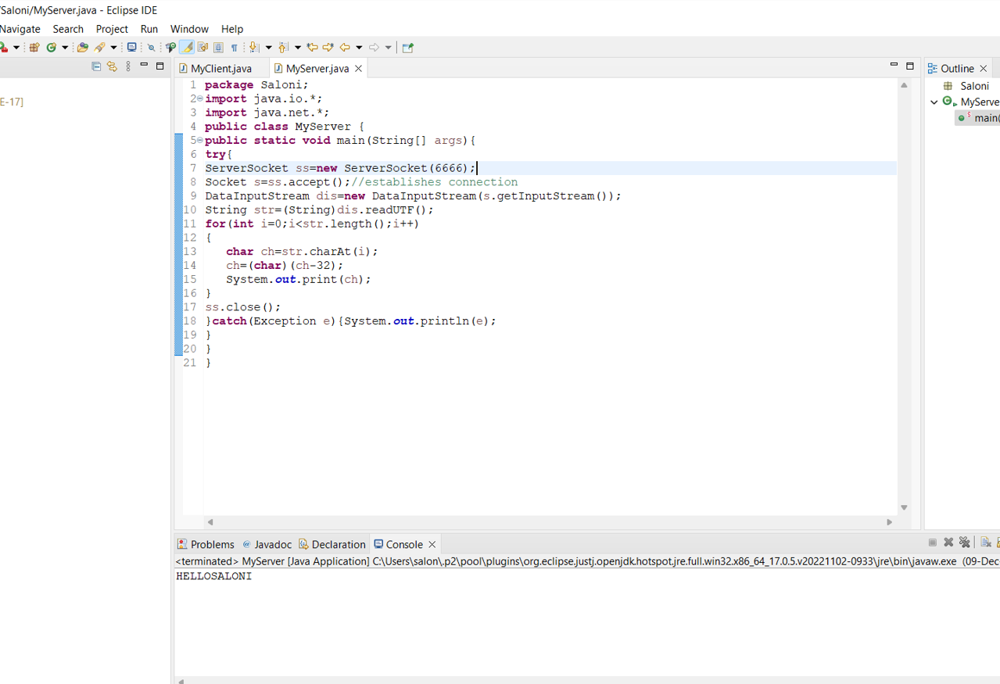 /Saloni/MyServer.java - Eclipse IDE
Navigate Search Project Run Window Help
MyClient.java MyServer.java
Outline
E-17]
Saloni
MyServe
main(
1 package Saloni;
2 import java.io.*;
3 import java.net.*;
4 public class MyServer {
5 public static void main(String[] args){
6 try{
7 ServerSocket ss=new ServerSocket(6666);
8 Socket s=ss.accept();//establishes connection
9 DataInputStream dis=new DataInputStream(s.getInputStream());
10 String str=(String)dis.readUTF();
11 for(int i=0;i<str.length();i++)
12 {
13    char ch=str.charAt(i);
14    ch=(char)(ch-32);
15    System.out.print(ch);
16 }
17 ss.close();
18 }catch(Exception e){System.out.println(e);
19 }
20 }
21 }
Problems Javadoc Declaration Console
<terminated> MyServer [Java Application] C:\Users\salon\.p2\pool\plugins\org.eclipse.justj.openjdk.hotspot.jre.full.win32.x86_64_17.0.5.v20221102-0933\jre\bin\javaw.exe (09-Dec
HELLOSALONI